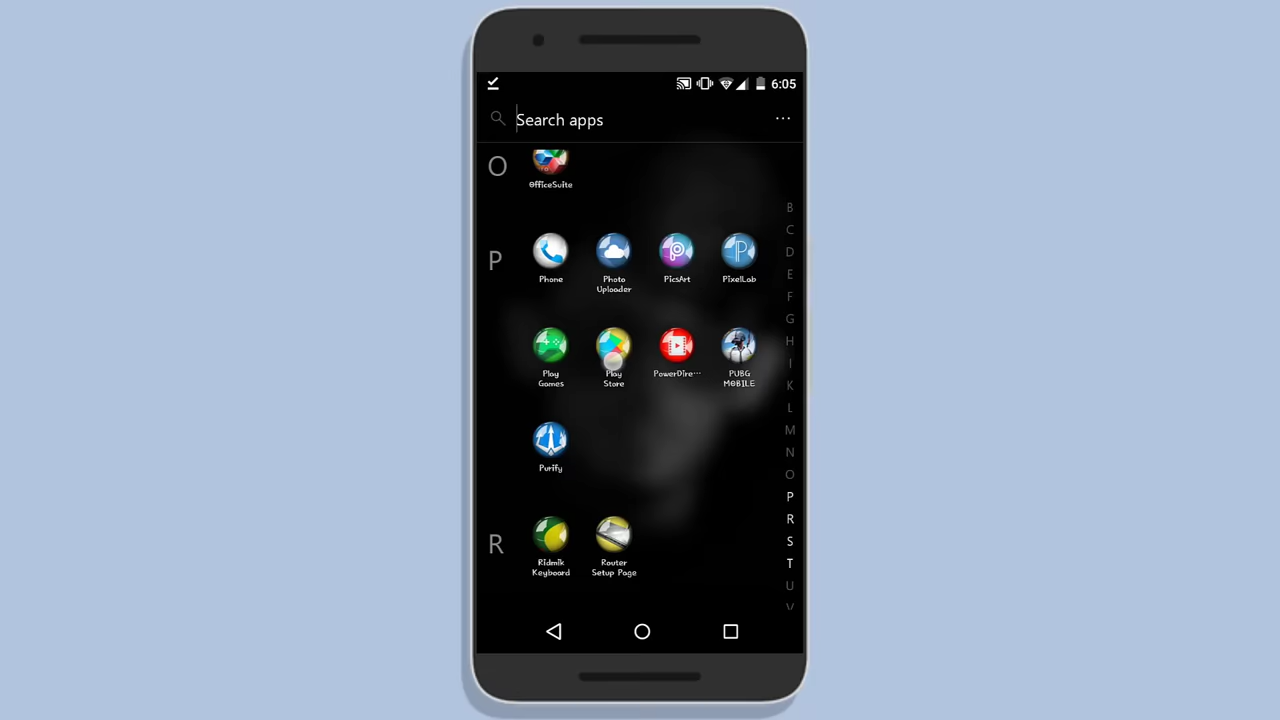 6:05
Search apps
O
OfficeSuite
P
Phone
Photo
Uploader
PicsArt
PixelLab
Play
Games
Play
Store
PowerDire···
PUBG
MOBILE
Purify
R
Ridmik
Keyboard
Router
Setup Page
B
C
D
E
F
G
H
I
K
L
M
N
O
P
R
S
T
U
V